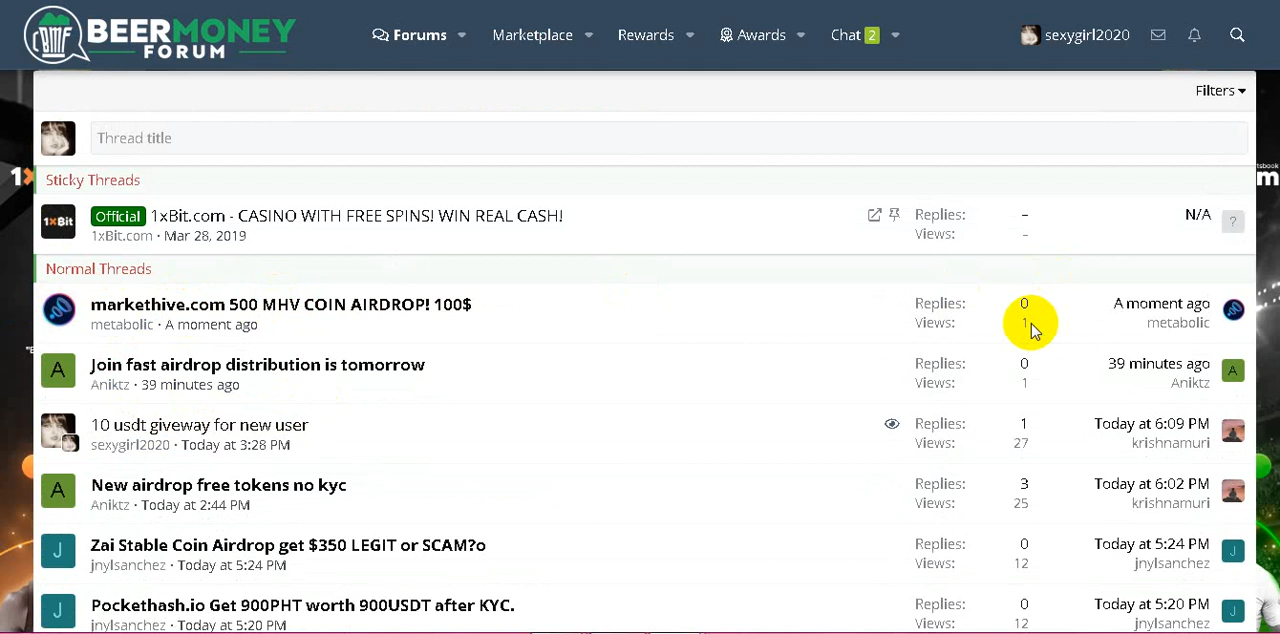 BEERMONEY
FORUM
Forums
Marketplace
Rewards
Awards
Chat 2
sexygirl2020
Filters
Thread title
Sticky Threads
1xBit
Official 1xBit.com - CASINO WITH FREE SPINS! WIN REAL CASH!
1xBit.com · Mar 28, 2019
Replies: –
Views: –
N/A
?
Normal Threads
markethive.com 500 MHV COIN AIRDROP! 100$
metabolic · A moment ago
Replies: 0
Views: 1
A moment ago
metabolic
A
Join fast airdrop distribution is tomorrow
Aniktz · 39 minutes ago
Replies: 0
Views: 1
39 minutes ago
Aniktz
A
10 usdt giveway for new user
sexygirl2020 · Today at 3:28 PM
Replies: 1
Views: 27
Today at 6:09 PM
krishnamuri
A
New airdrop free tokens no kyc
Aniktz · Today at 2:44 PM
Replies: 3
Views: 25
Today at 6:02 PM
krishnamuri
J
Zai Stable Coin Airdrop get $350 LEGIT or SCAM?o
jnylsanchez · Today at 5:24 PM
Replies: 0
Views: 12
Today at 5:24 PM
jnylsanchez
J
J
Pockethash.io Get 900PHT worth 900USDT after KYC.
jnylsanchez · Today at 5:20 PM
Replies: 0
Views: 12
Today at 5:20 PM
jnylsanchez
J